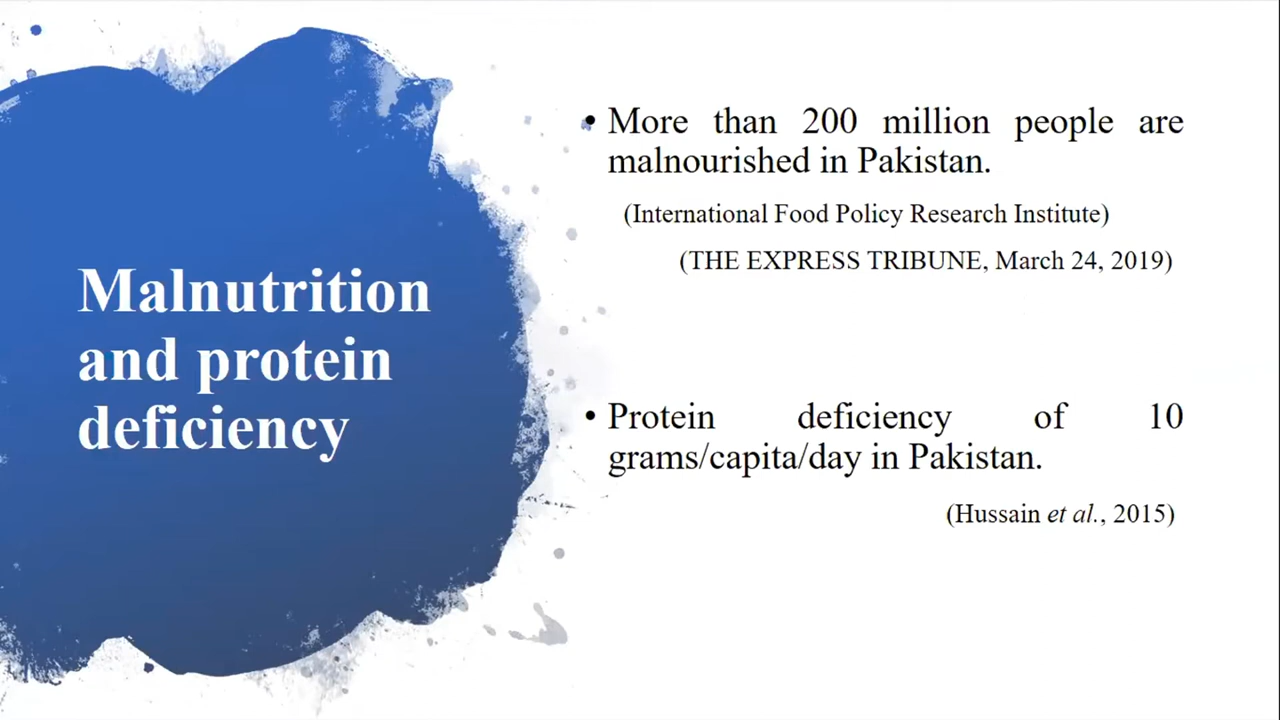 Malnutrition
and protein
deficiency
• More than 200 million people are
malnourished in Pakistan.
(International Food Policy Research Institute)
(THE EXPRESS TRIBUNE, March 24, 2019)
• Protein deficiency of 10
grams/capita/day in Pakistan.
(Hussain et al., 2015)